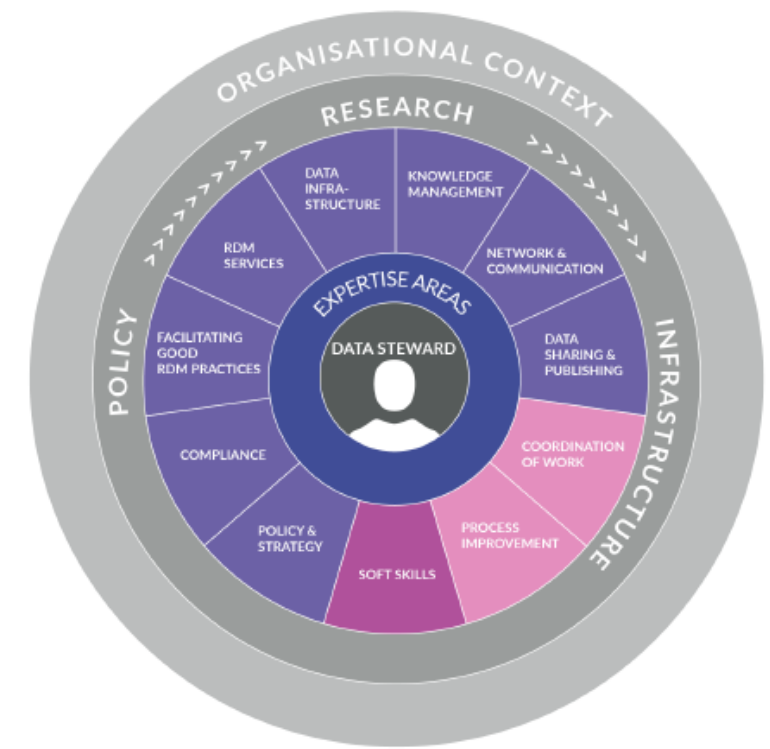 ORGANISATIONAL CONTEXT
RESEARCH
>>>>>>>>>>
>>>>>>>>>>
POLICY
INFRASTRUCTURE
DATA
INFRA-
STRUCTURE
KNOWLEDGE
MANAGEMENT
RDM
SERVICES
NETWORK &
COMMUNICATION
FACILITATING
GOOD
RDM PRACTICES
DATA
SHARING &
PUBLISHING
COMPLIANCE
COORDINATION
OF WORK
POLICY &
STRATEGY
PROCESS
IMPROVEMENT
SOFT SKILLS
EXPERTISE AREAS
DATA STEWARD